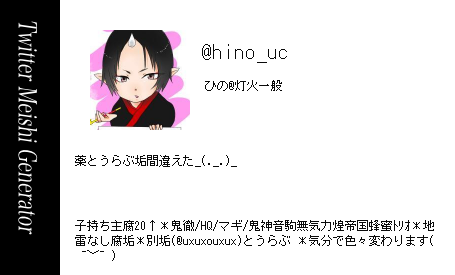 Twitter Meishi Generator
@hino_uc
ひの@灯火一般
薬とうらぶ垢間違えた_(._.)_
子持ち主腐20↑＊鬼徹/HQ/マギ/鬼神音駒無気力煌帝国蜂蜜ﾄﾘｵ＊地
雷なし腐垢＊別垢(@uxuxouxux)とうらぶ ＊気分で色々変わります(